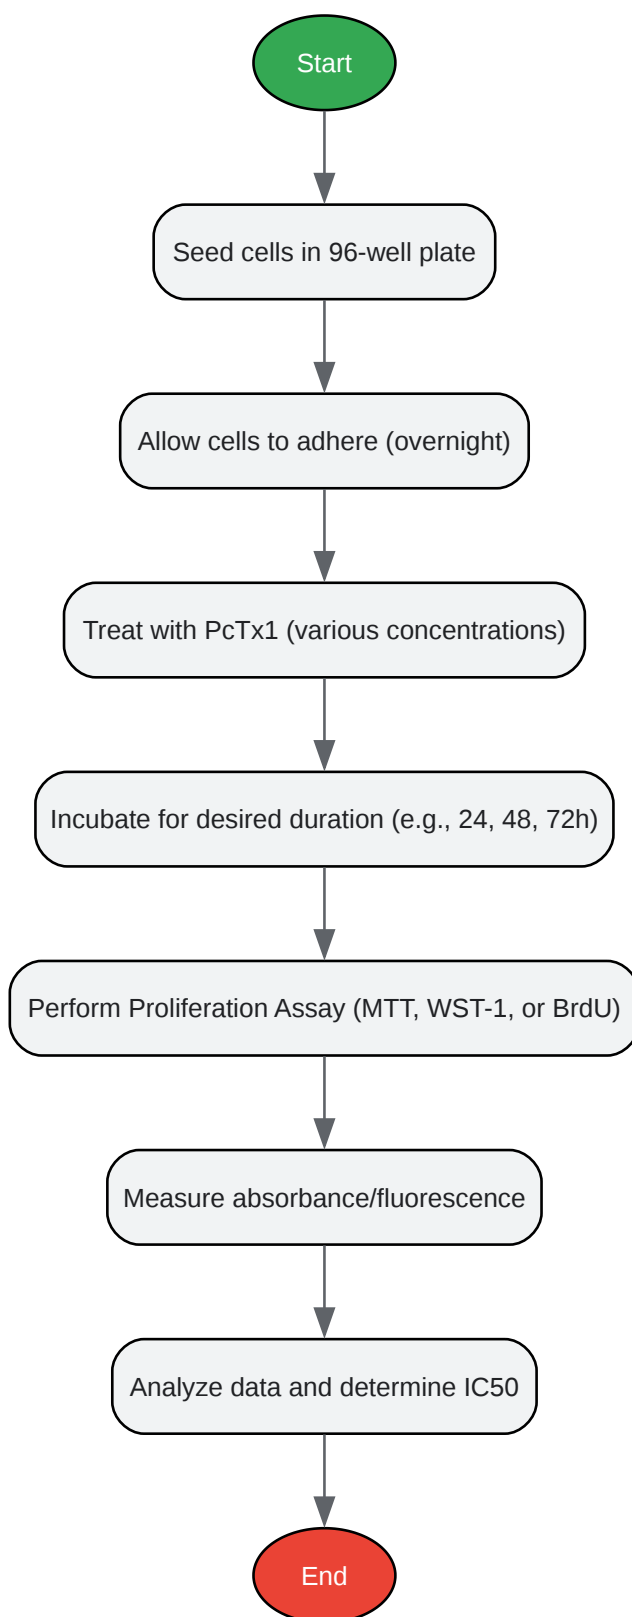 Start
Seed cells in 96-well plate
Allow cells to adhere (overnight)
Treat with PcTx1 (various concentrations)
Incubate for desired duration (e.g., 24, 48, 72h)
Perform Proliferation Assay (MTT, WST-1, or BrdU)
Measure absorbance/fluorescence
Analyze data and determine IC50
End